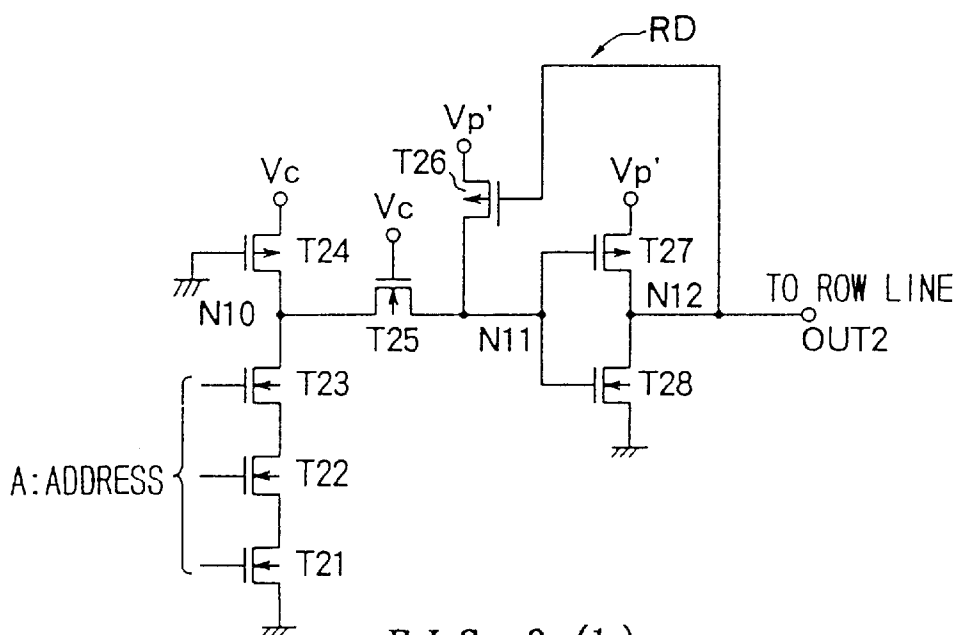 RD
Vp'
T26
Vc
Vp'
Vc
T24
T27
N10
T25
N11
N12
TO ROW LINE
OUT2
T23
T28
A:ADDRESS
T22
T21